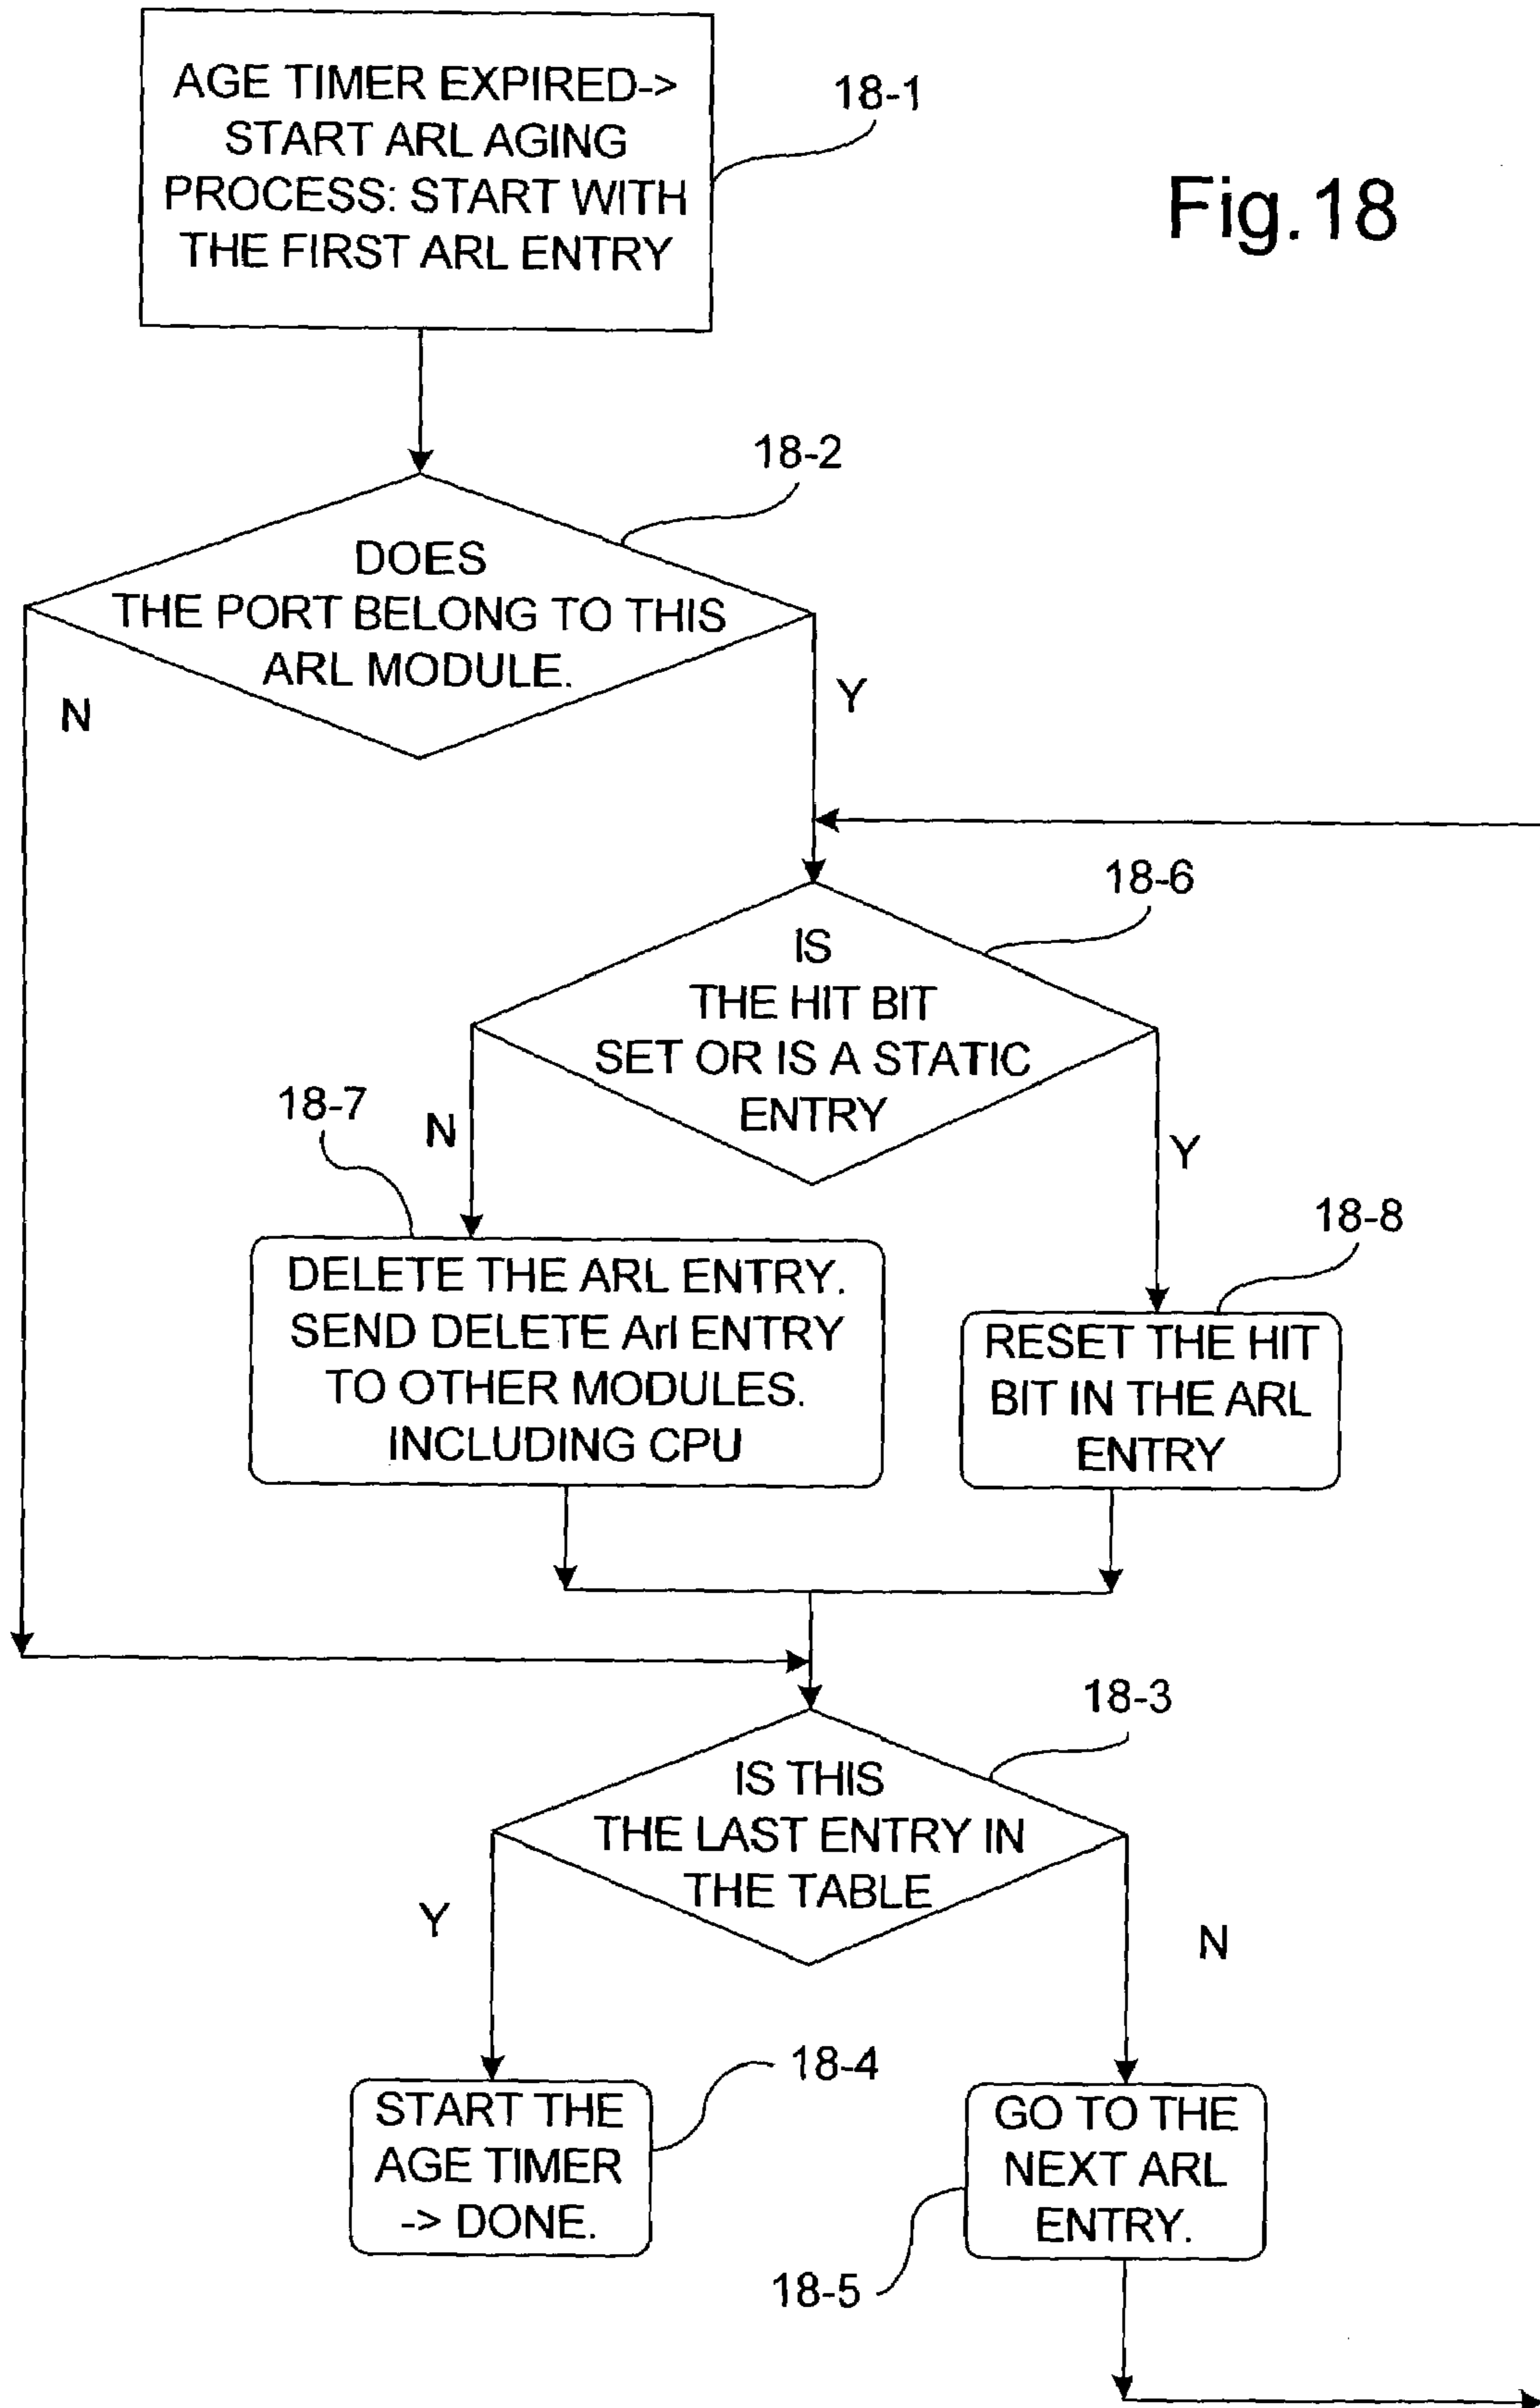 AGE TIMER EXPIRED->
START ARL AGING
PROCESS: START WITH
THE FIRST ARL ENTRY
18-1
Fig.18
18-2
DOES
THE PORT BELONG TO THIS
ARL MODULE.
N
Y
18-6
IS
THE HIT BIT
SET OR IS A STATIC
ENTRY
18-7
N
Y
18-8
DELETE THE ARL ENTRY.
SEND DELETE Arl ENTRY
TO OTHER MODULES.
INCLUDING CPU
RESET THE HIT
BIT IN THE ARL
ENTRY
18-3
IS THIS
THE LAST ENTRY IN
THE TABLE
Y
N
18-4
START THE
AGE TIMER
-> DONE.
GO TO THE
NEXT ARL
ENTRY.
18-5